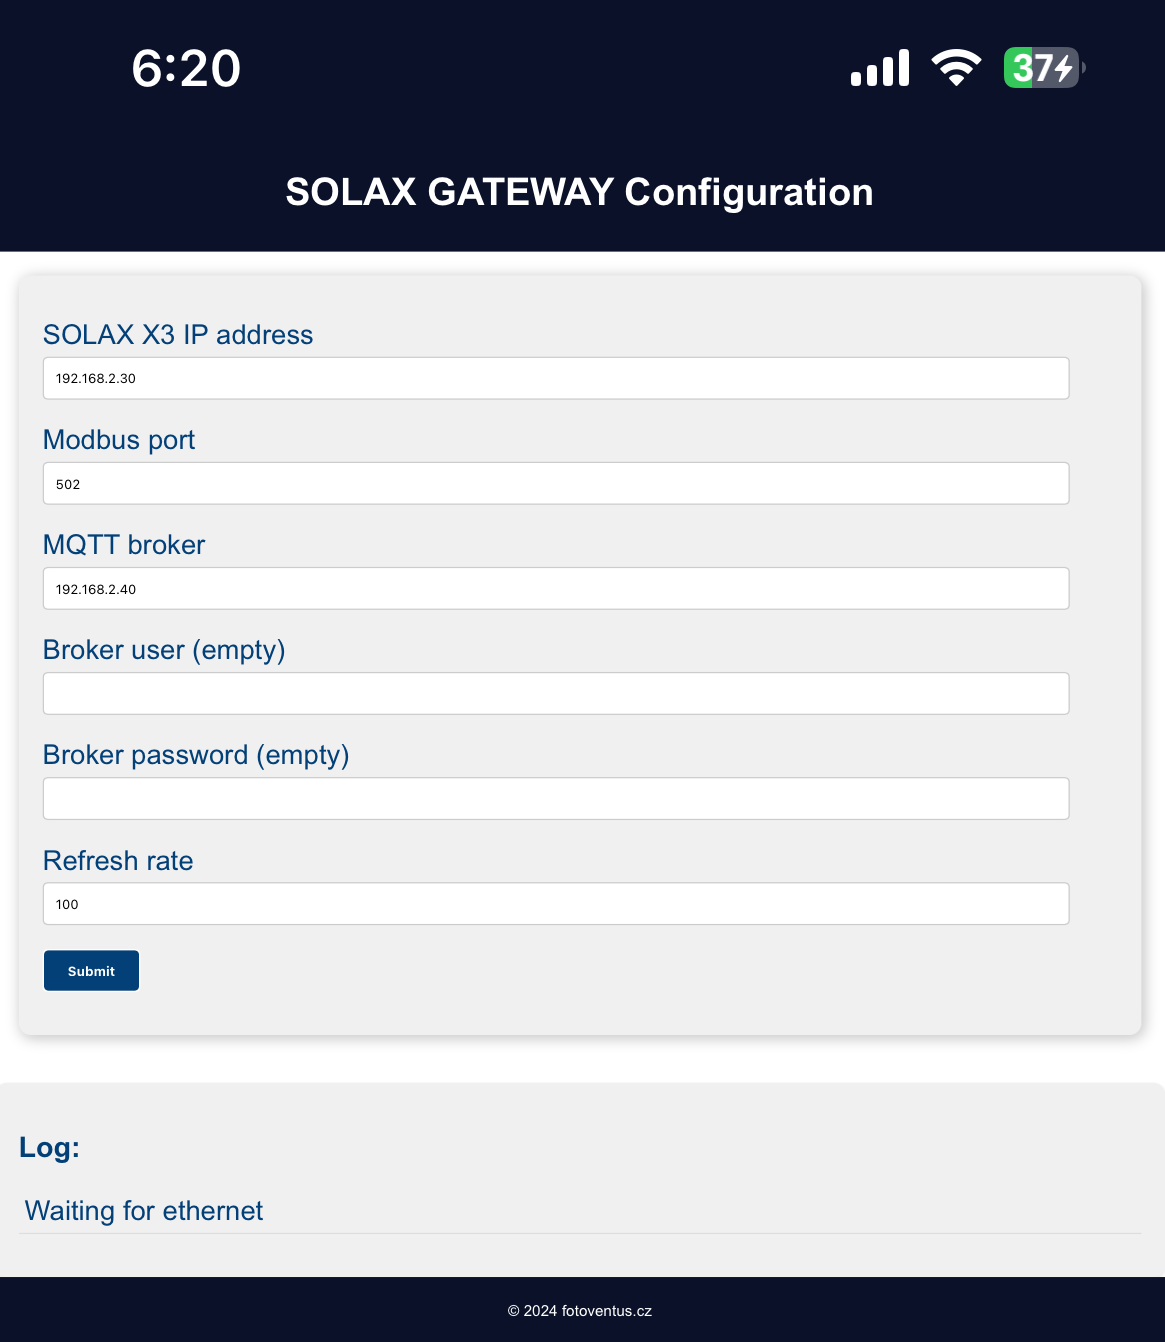 6:20
37
SOLAX GATEWAY Configuration
SOLAX X3 IP address
192.168.2.30
Modbus port
502
MQTT broker
192.168.2.40
Broker user (empty)
Broker password (empty)
Refresh rate
100
Submit
Log:
Waiting for ethernet
© 2024 fotoventus.cz